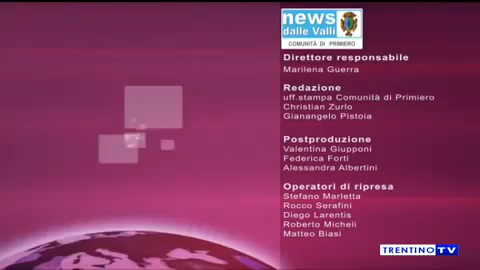 news
dalle Valli
COMUNITÀ DI PRIMIERO
Direttore responsabile
Marilena Guerra
Redazione
uff.stampa Comunità di Primiero
Christian Zurlo
Gianangelo Pistoia
Postproduzione
Valentina Giupponi
Federica Forti
Alessandra Albertini
Operatori di ripresa
Stefano Marletta
Rocco Serafini
Diego Larentis
Roberto Micheli
Matteo Biasi
TRENTINO TV